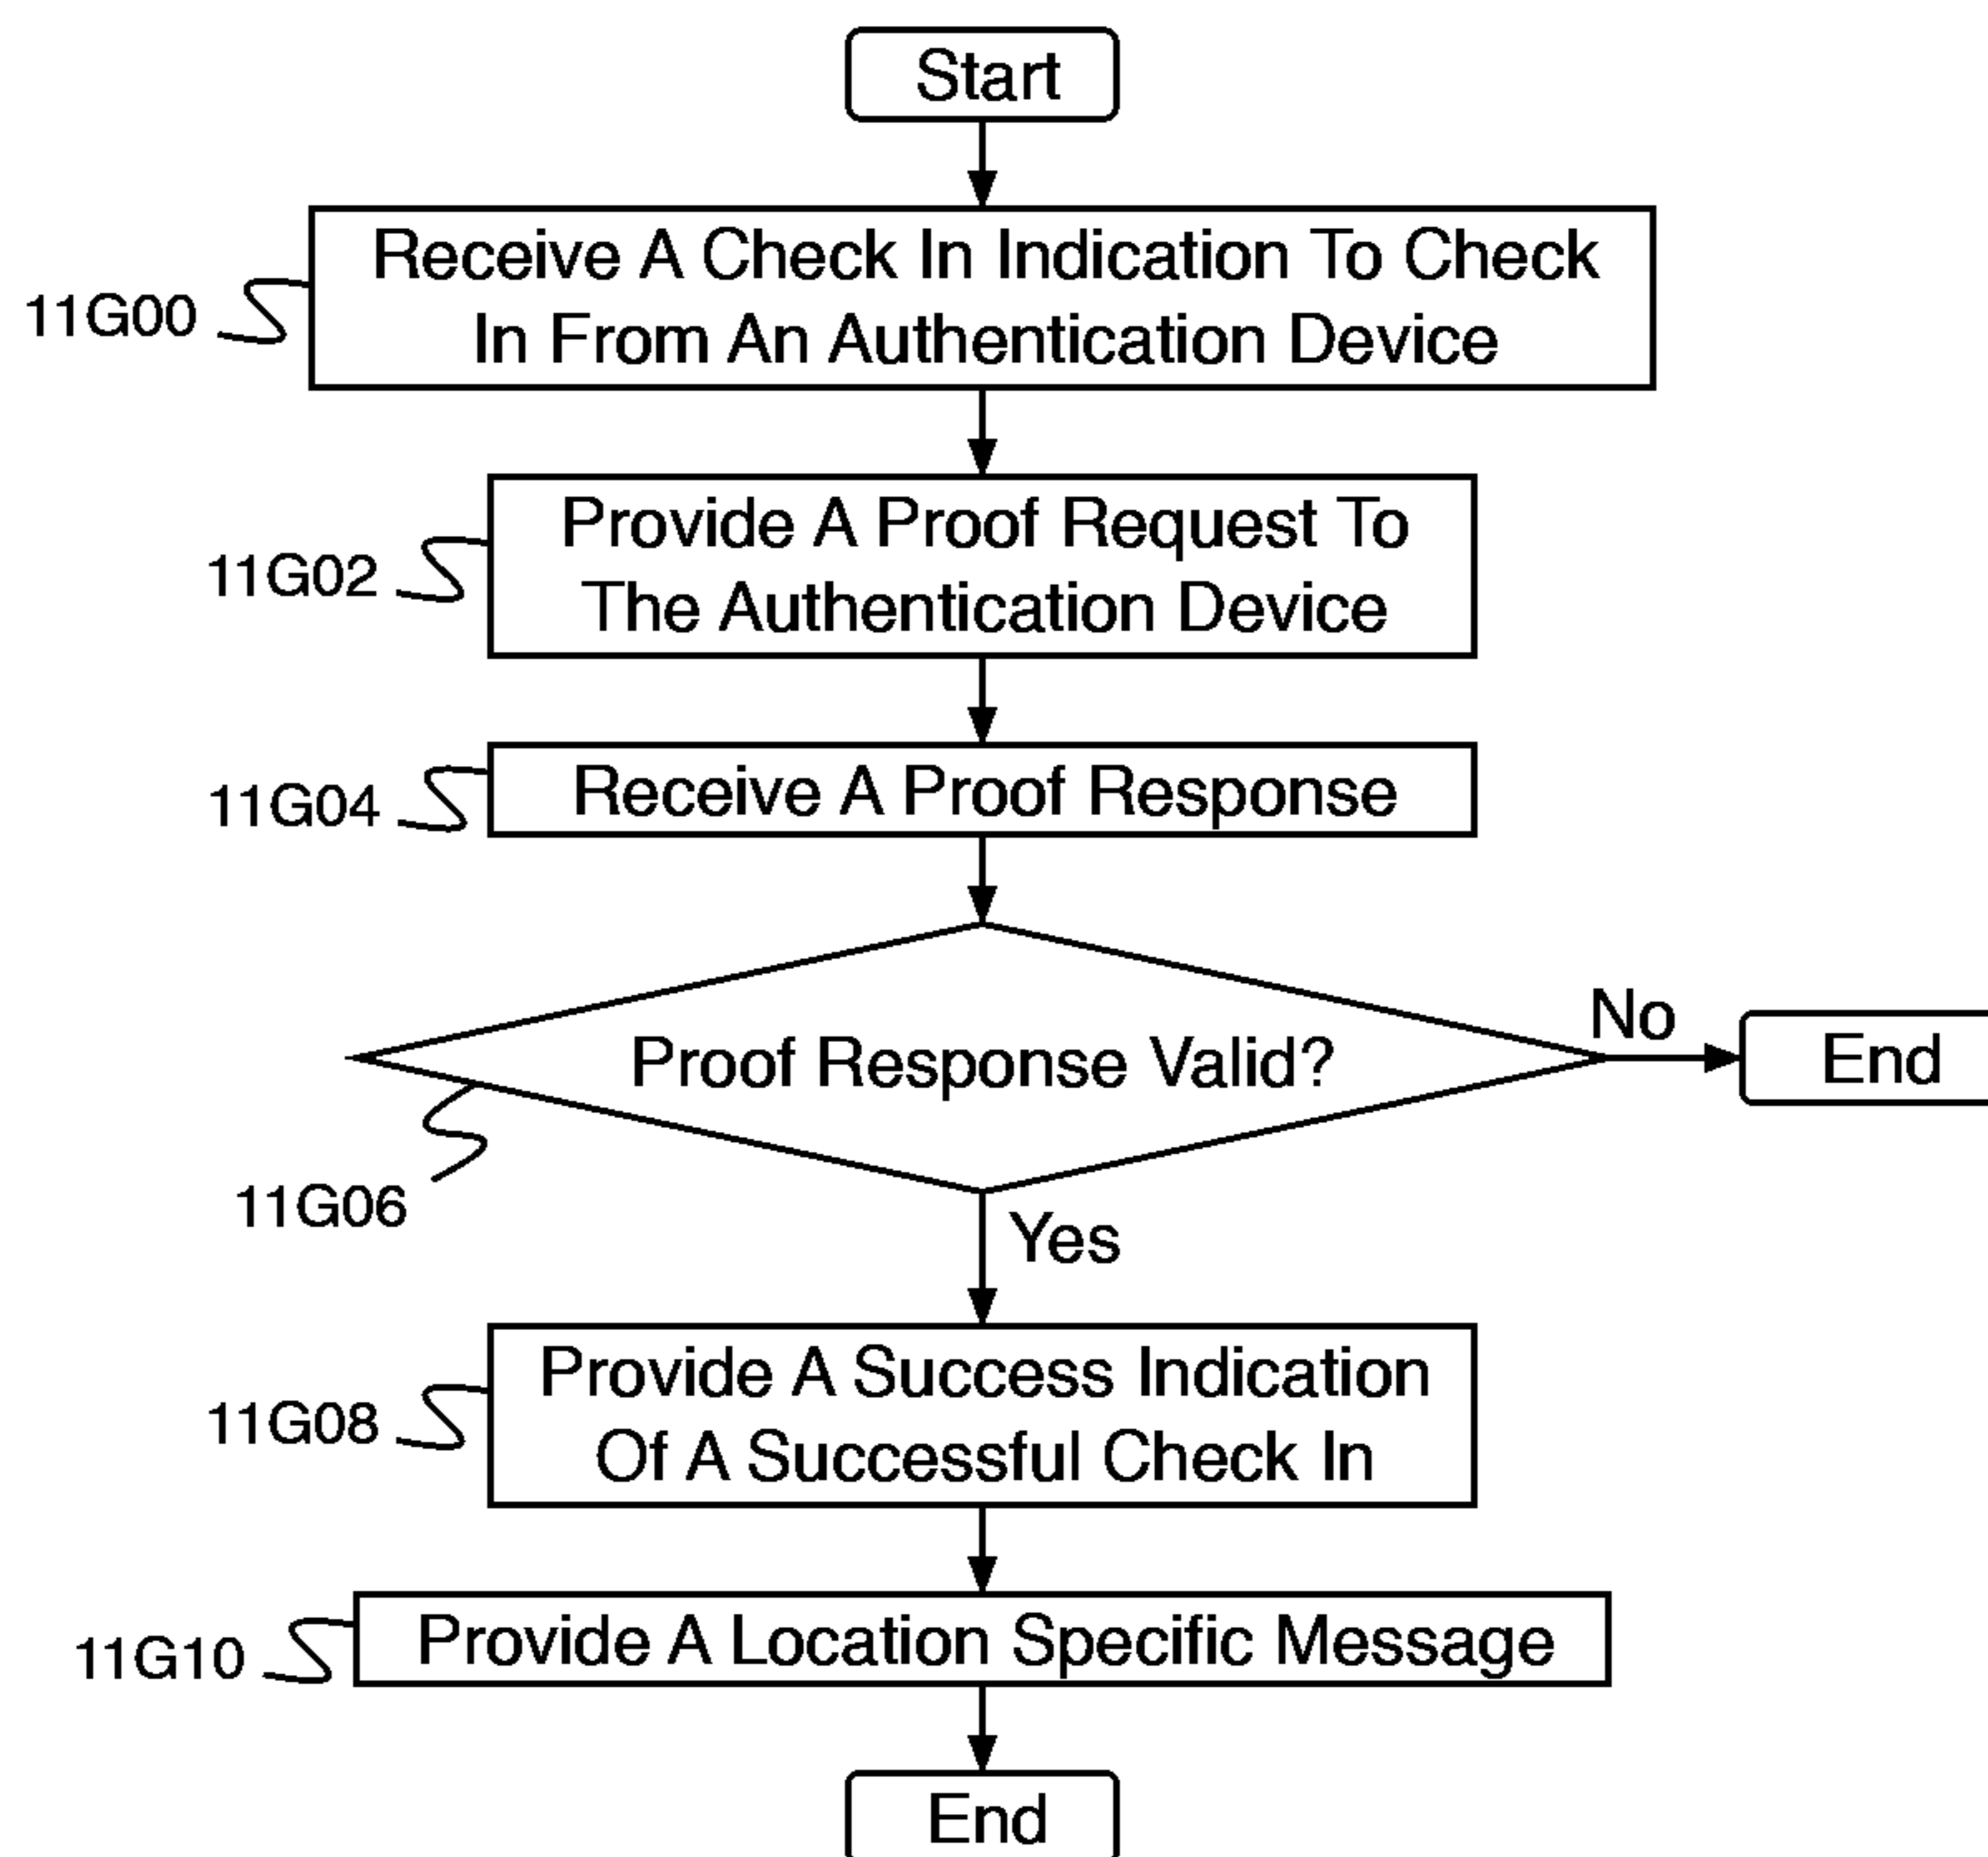 Start
Receive A Check In Indication To Check
In From An Authentication Device
11G00
Provide A Proof Request To
The Authentication Device
11G02
Receive A Proof Response
11G04
Proof Response Valid?
No
End
11G06
Yes
Provide A Success Indication
Of A Successful Check In
11G08
Provide A Location Specific Message
11G10
End